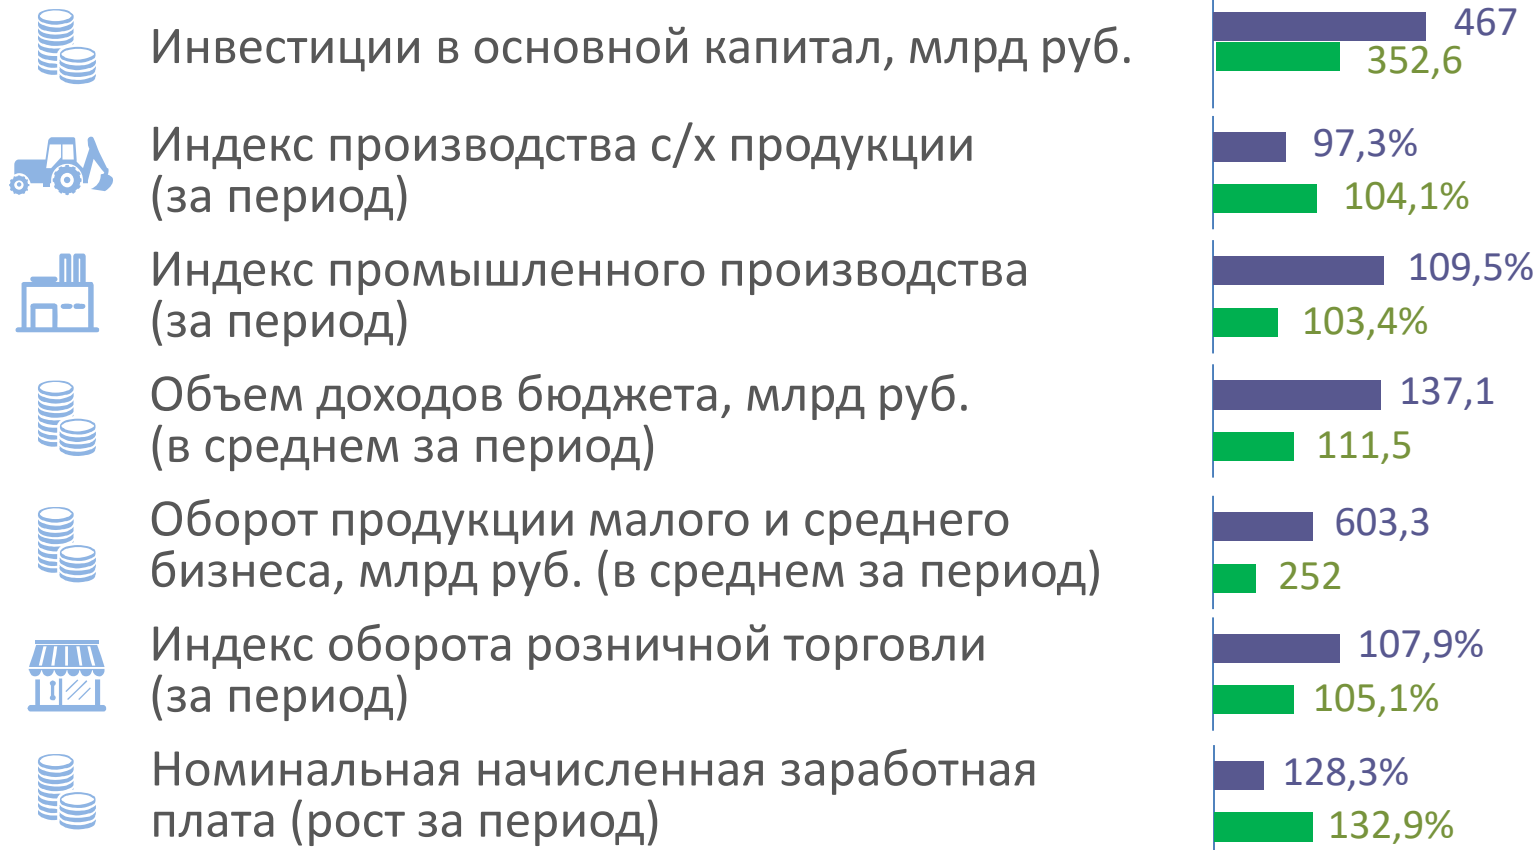 Инвестиции в основной капитал, млрд руб.
467
352,6
Индекс производства с/х продукции
(за период)
97,3%
104,1%
Индекс промышленного производства
(за период)
109,5%
103,4%
Объем доходов бюджета, млрд руб.
(в среднем за период)
137,1
111,5
Оборот продукции малого и среднего
бизнеса, млрд руб. (в среднем за период)
603,3
252
Индекс оборота розничной торговли
(за период)
107,9%
105,1%
Номинальная начисленная заработная
плата (рост за период)
128,3%
132,9%